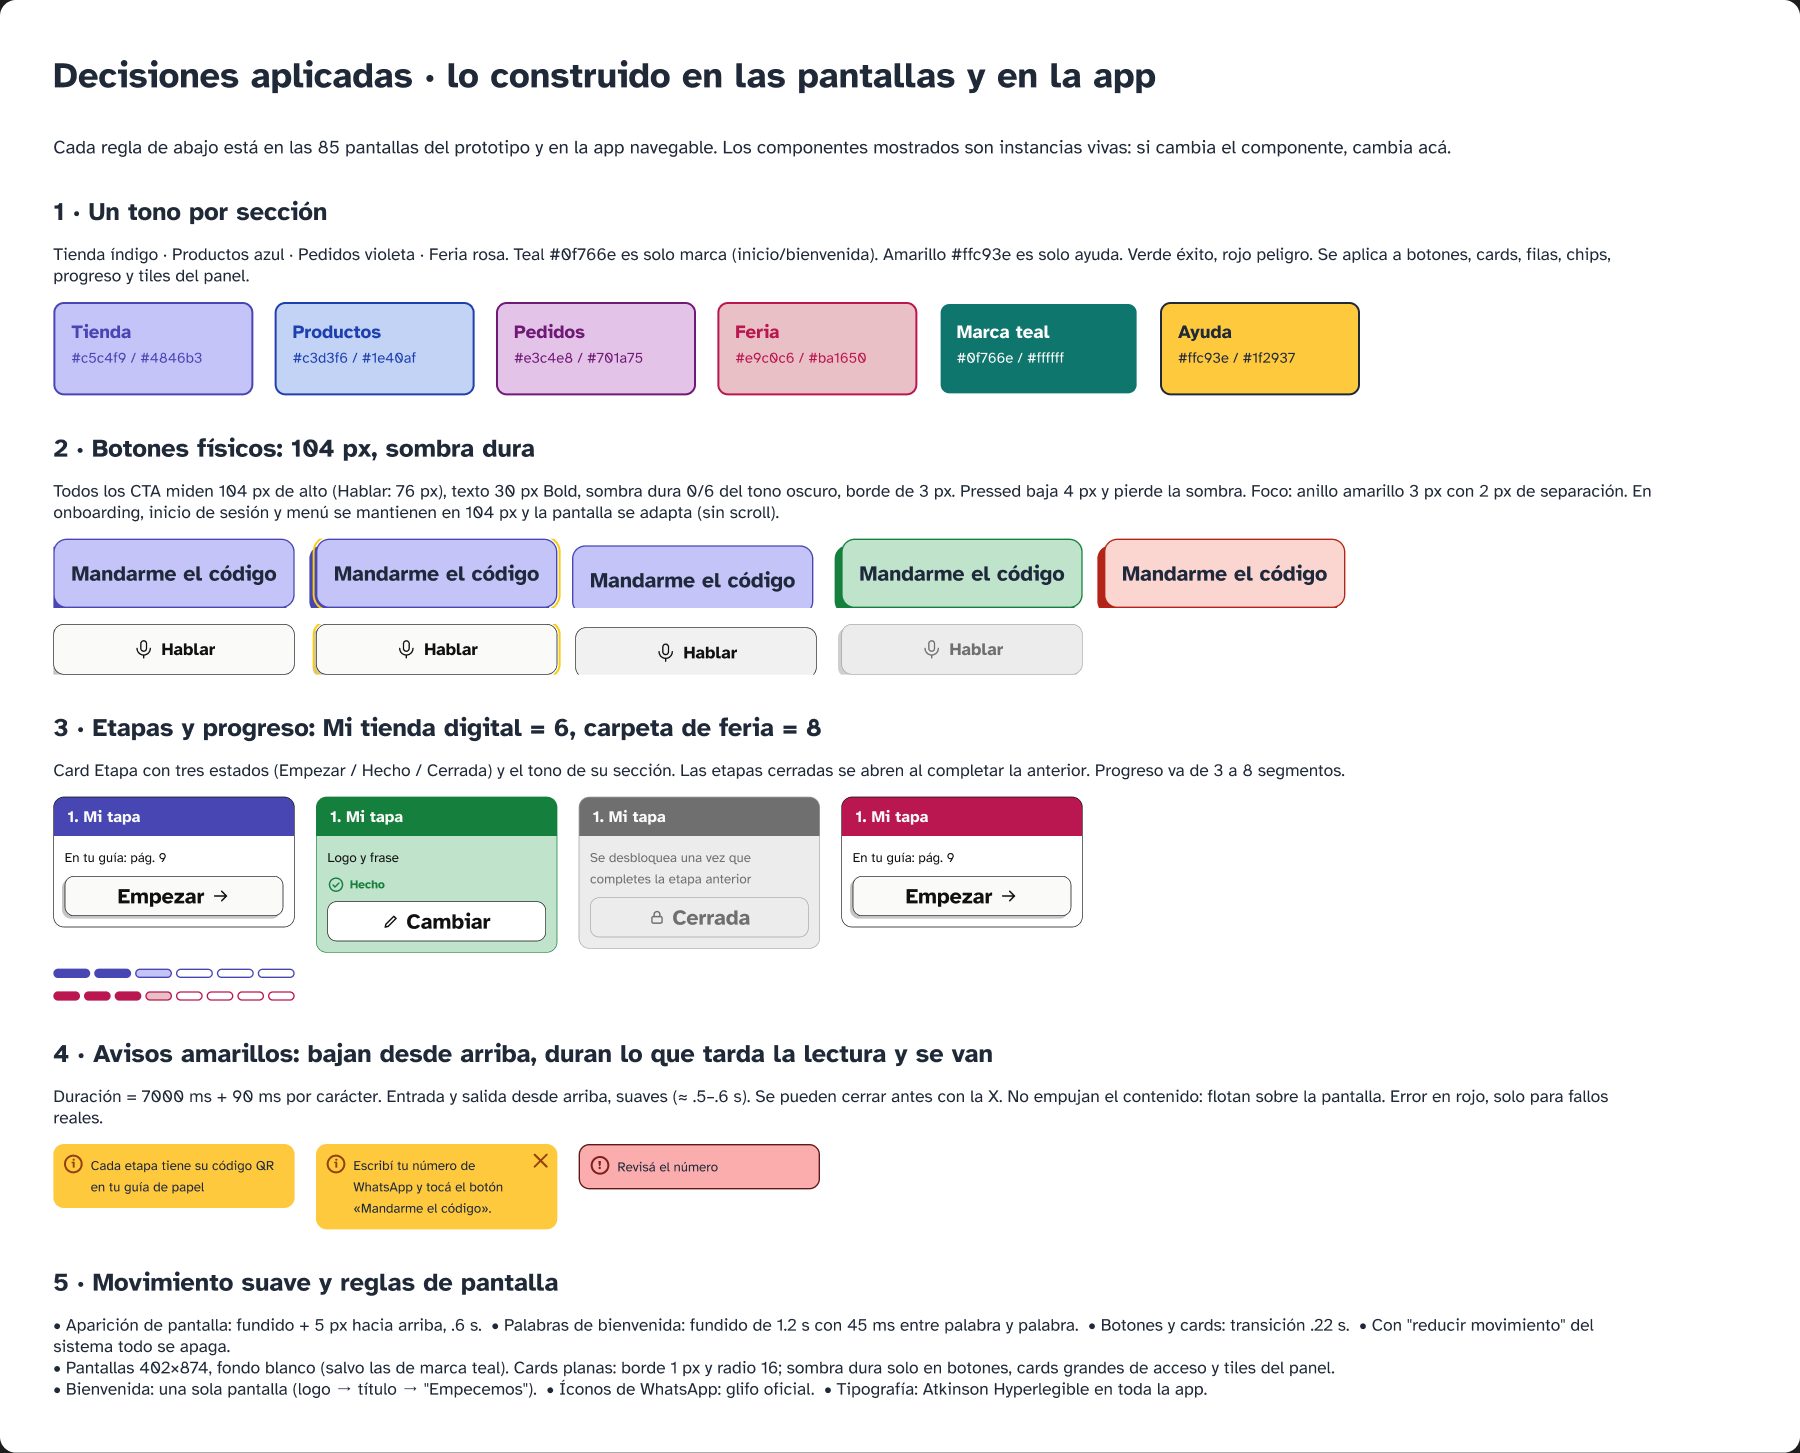 Decisiones aplicadas · lo construido en las pantallas y en la app
Cada regla de abajo está en las 85 pantallas del prototipo y en la app navegable. Los componentes mostrados son instancias vivas: si cambia el componente, cambia acá.
1 · Un tono por sección
Tienda índigo · Productos azul · Pedidos violeta · Feria rosa. Teal #0f766e es solo marca (inicio/bienvenida). Amarillo #ffc93e es solo ayuda. Verde éxito, rojo peligro. Se aplica a botones, cards, filas, chips,
progreso y tiles del panel.
Tienda
#c5c4f9 / #4846b3
Productos
#c3d3f6 / #1e40af
Pedidos
#e3c4e8 / #701a75
Feria
#e9c0c6 / #ba1650
Marca teal
#0f766e / #ffffff
Ayuda
#ffc93e / #1f2937
2 · Botones físicos: 104 px, sombra dura
Todos los CTA miden 104 px de alto (Hablar: 76 px), texto 30 px Bold, sombra dura 0/6 del tono oscuro, borde de 3 px. Pressed baja 4 px y pierde la sombra. Foco: anillo amarillo 3 px con 2 px de separación. En
onboarding, inicio de sesión y menú se mantienen en 104 px y la pantalla se adapta (sin scroll).
Mandarme el código
Mandarme el código
Mandarme el código
Mandarme el código
Mandarme el código
Hablar
Hablar
Hablar
Hablar
3 · Etapas y progreso: Mi tienda digital = 6, carpeta de feria = 8
Card Etapa con tres estados (Empezar / Hecho / Cerrada) y el tono de su sección. Las etapas cerradas se abren al completar la anterior. Progreso va de 3 a 8 segmentos.
1. Mi tapa
En tu guía: pág. 9
Empezar →
1. Mi tapa
Logo y frase
Hecho
Cambiar
1. Mi tapa
Se desbloquea una vez que
completes la etapa anterior
Cerrada
1. Mi tapa
En tu guía: pág. 9
Empezar →
4 · Avisos amarillos: bajan desde arriba, duran lo que tarda la lectura y se van
Duración = 7000 ms + 90 ms por carácter. Entrada y salida desde arriba, suaves (≈ .5–.6 s). Se pueden cerrar antes con la X. No empujan el contenido: flotan sobre la pantalla. Error en rojo, solo para fallos
reales.
Cada etapa tiene su código QR
en tu guía de papel
Escribí tu número de
WhatsApp y tocá el botón
«Mandarme el código».
Revisá el número
5 · Movimiento suave y reglas de pantalla
• Aparición de pantalla: fundido + 5 px hacia arriba, .6 s. • Palabras de bienvenida: fundido de 1.2 s con 45 ms entre palabra y palabra. • Botones y cards: transición .22 s. • Con "reducir movimiento" del
sistema todo se apaga.
• Pantallas 402×874, fondo blanco (salvo las de marca teal). Cards planas: borde 1 px y radio 16; sombra dura solo en botones, cards grandes de acceso y tiles del panel.
• Bienvenida: una sola pantalla (logo → título → "Empecemos"). • Íconos de WhatsApp: glifo oficial. • Tipografía: Atkinson Hyperlegible en toda la app.